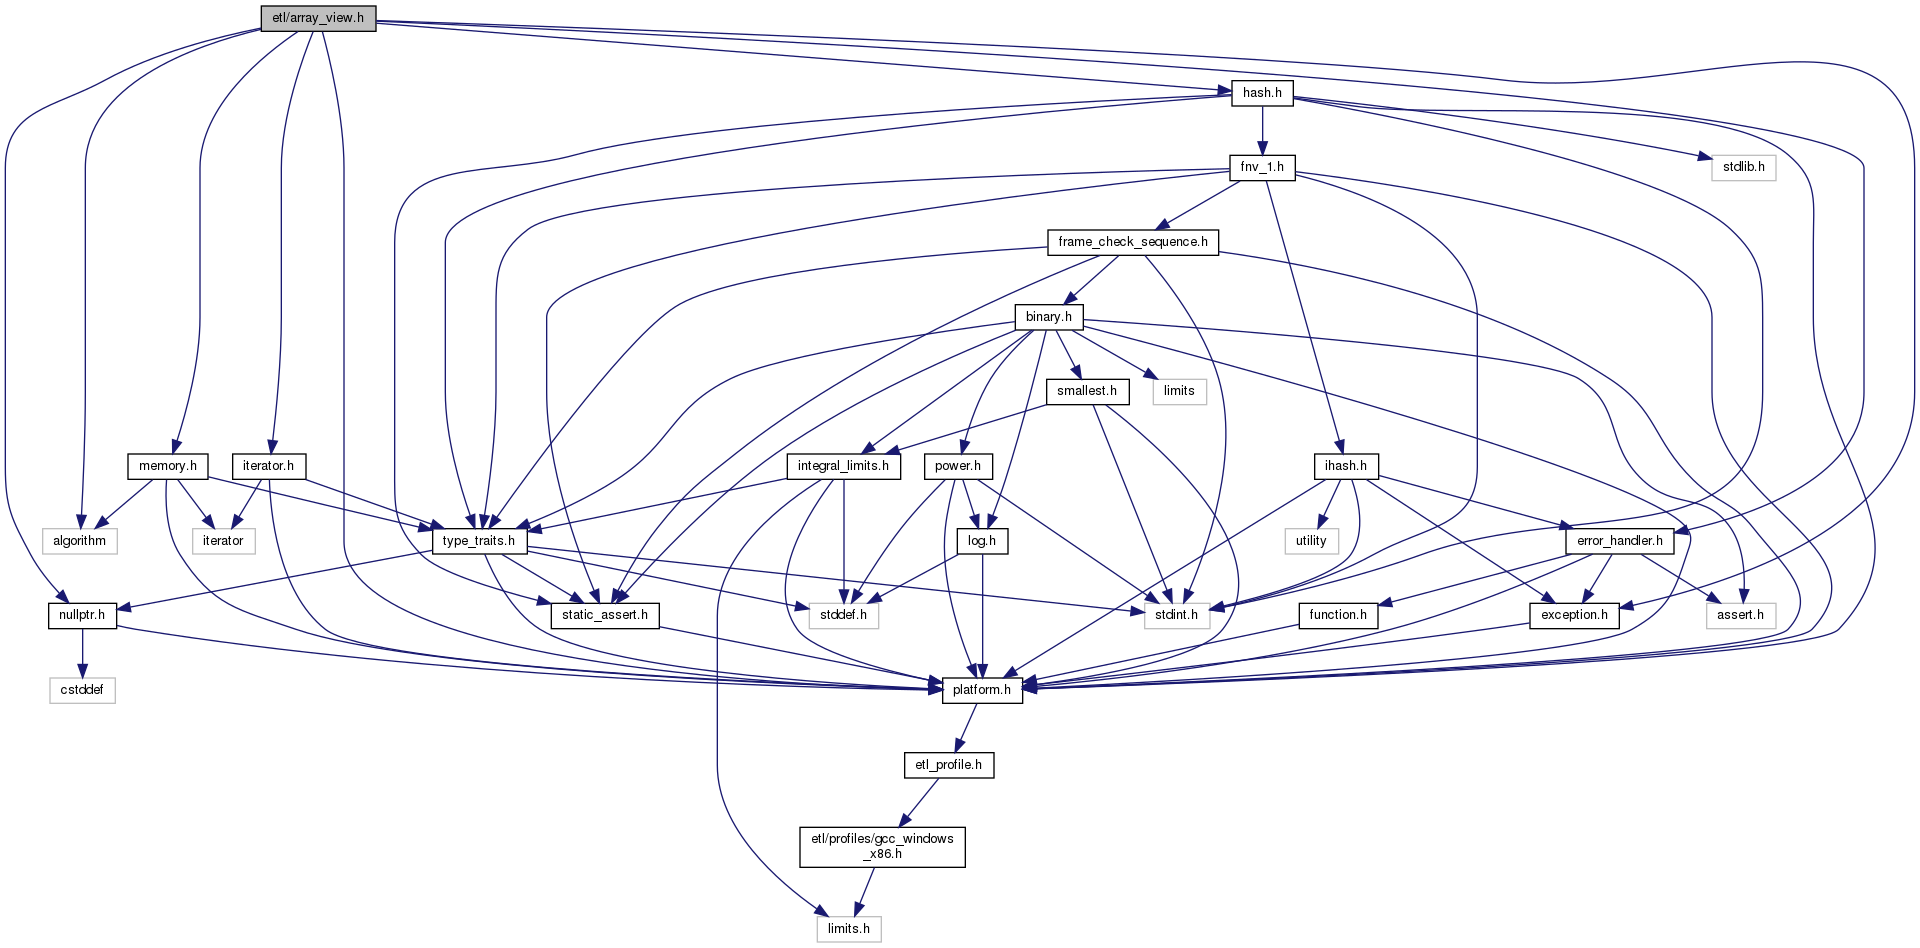 etl/array_view.h
hash.h
fnv_1.h
stdlib.h
frame_check_sequence.h
binary.h
smallest.h
limits
memory.h
iterator.h
integral_limits.h
power.h
ihash.h
algorithm
iterator
type_traits.h
log.h
utility
error_handler.h
nullptr.h
static_assert.h
stddef.h
stdint.h
function.h
exception.h
assert.h
cstddef
platform.h
etl_profile.h
etl/profiles/gcc_windows
_x86.h
limits.h